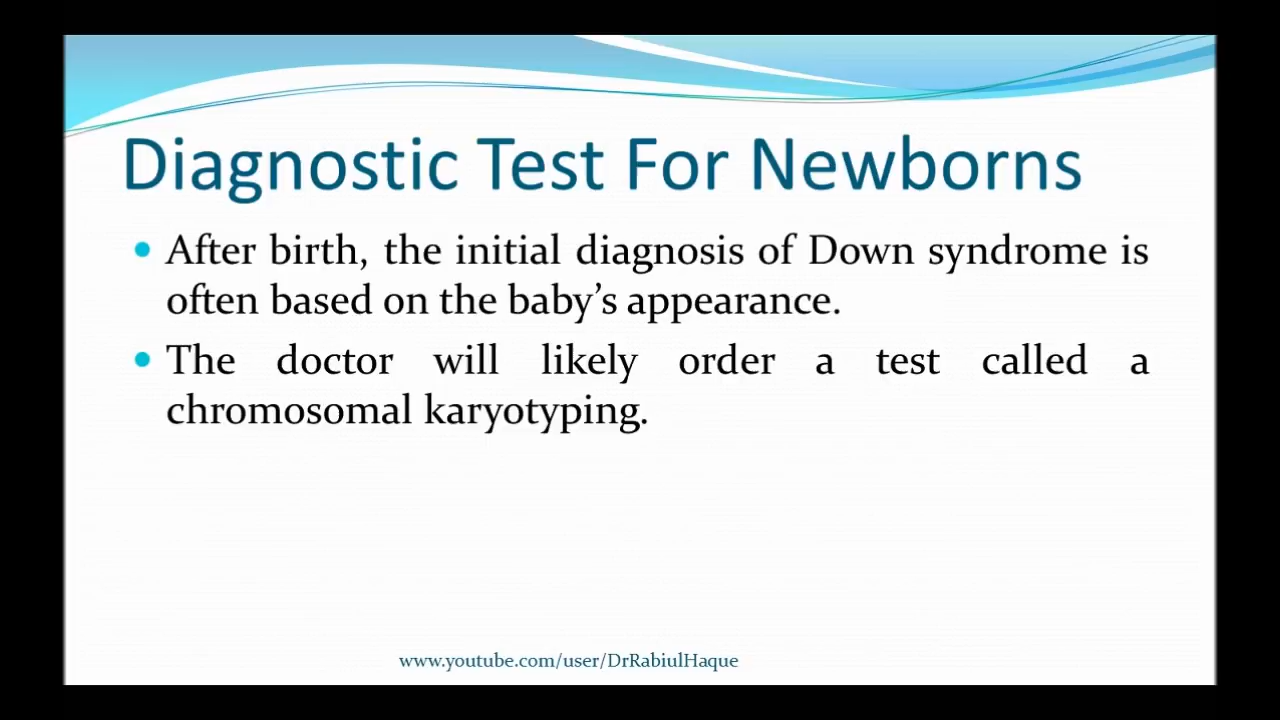 Diagnostic Test For Newborns
• After birth, the initial diagnosis of Down syndrome is
often based on the baby’s appearance.
• The doctor will likely order a test called a
chromosomal karyotyping.
www.youtube.com/user/DrRabiulHaque